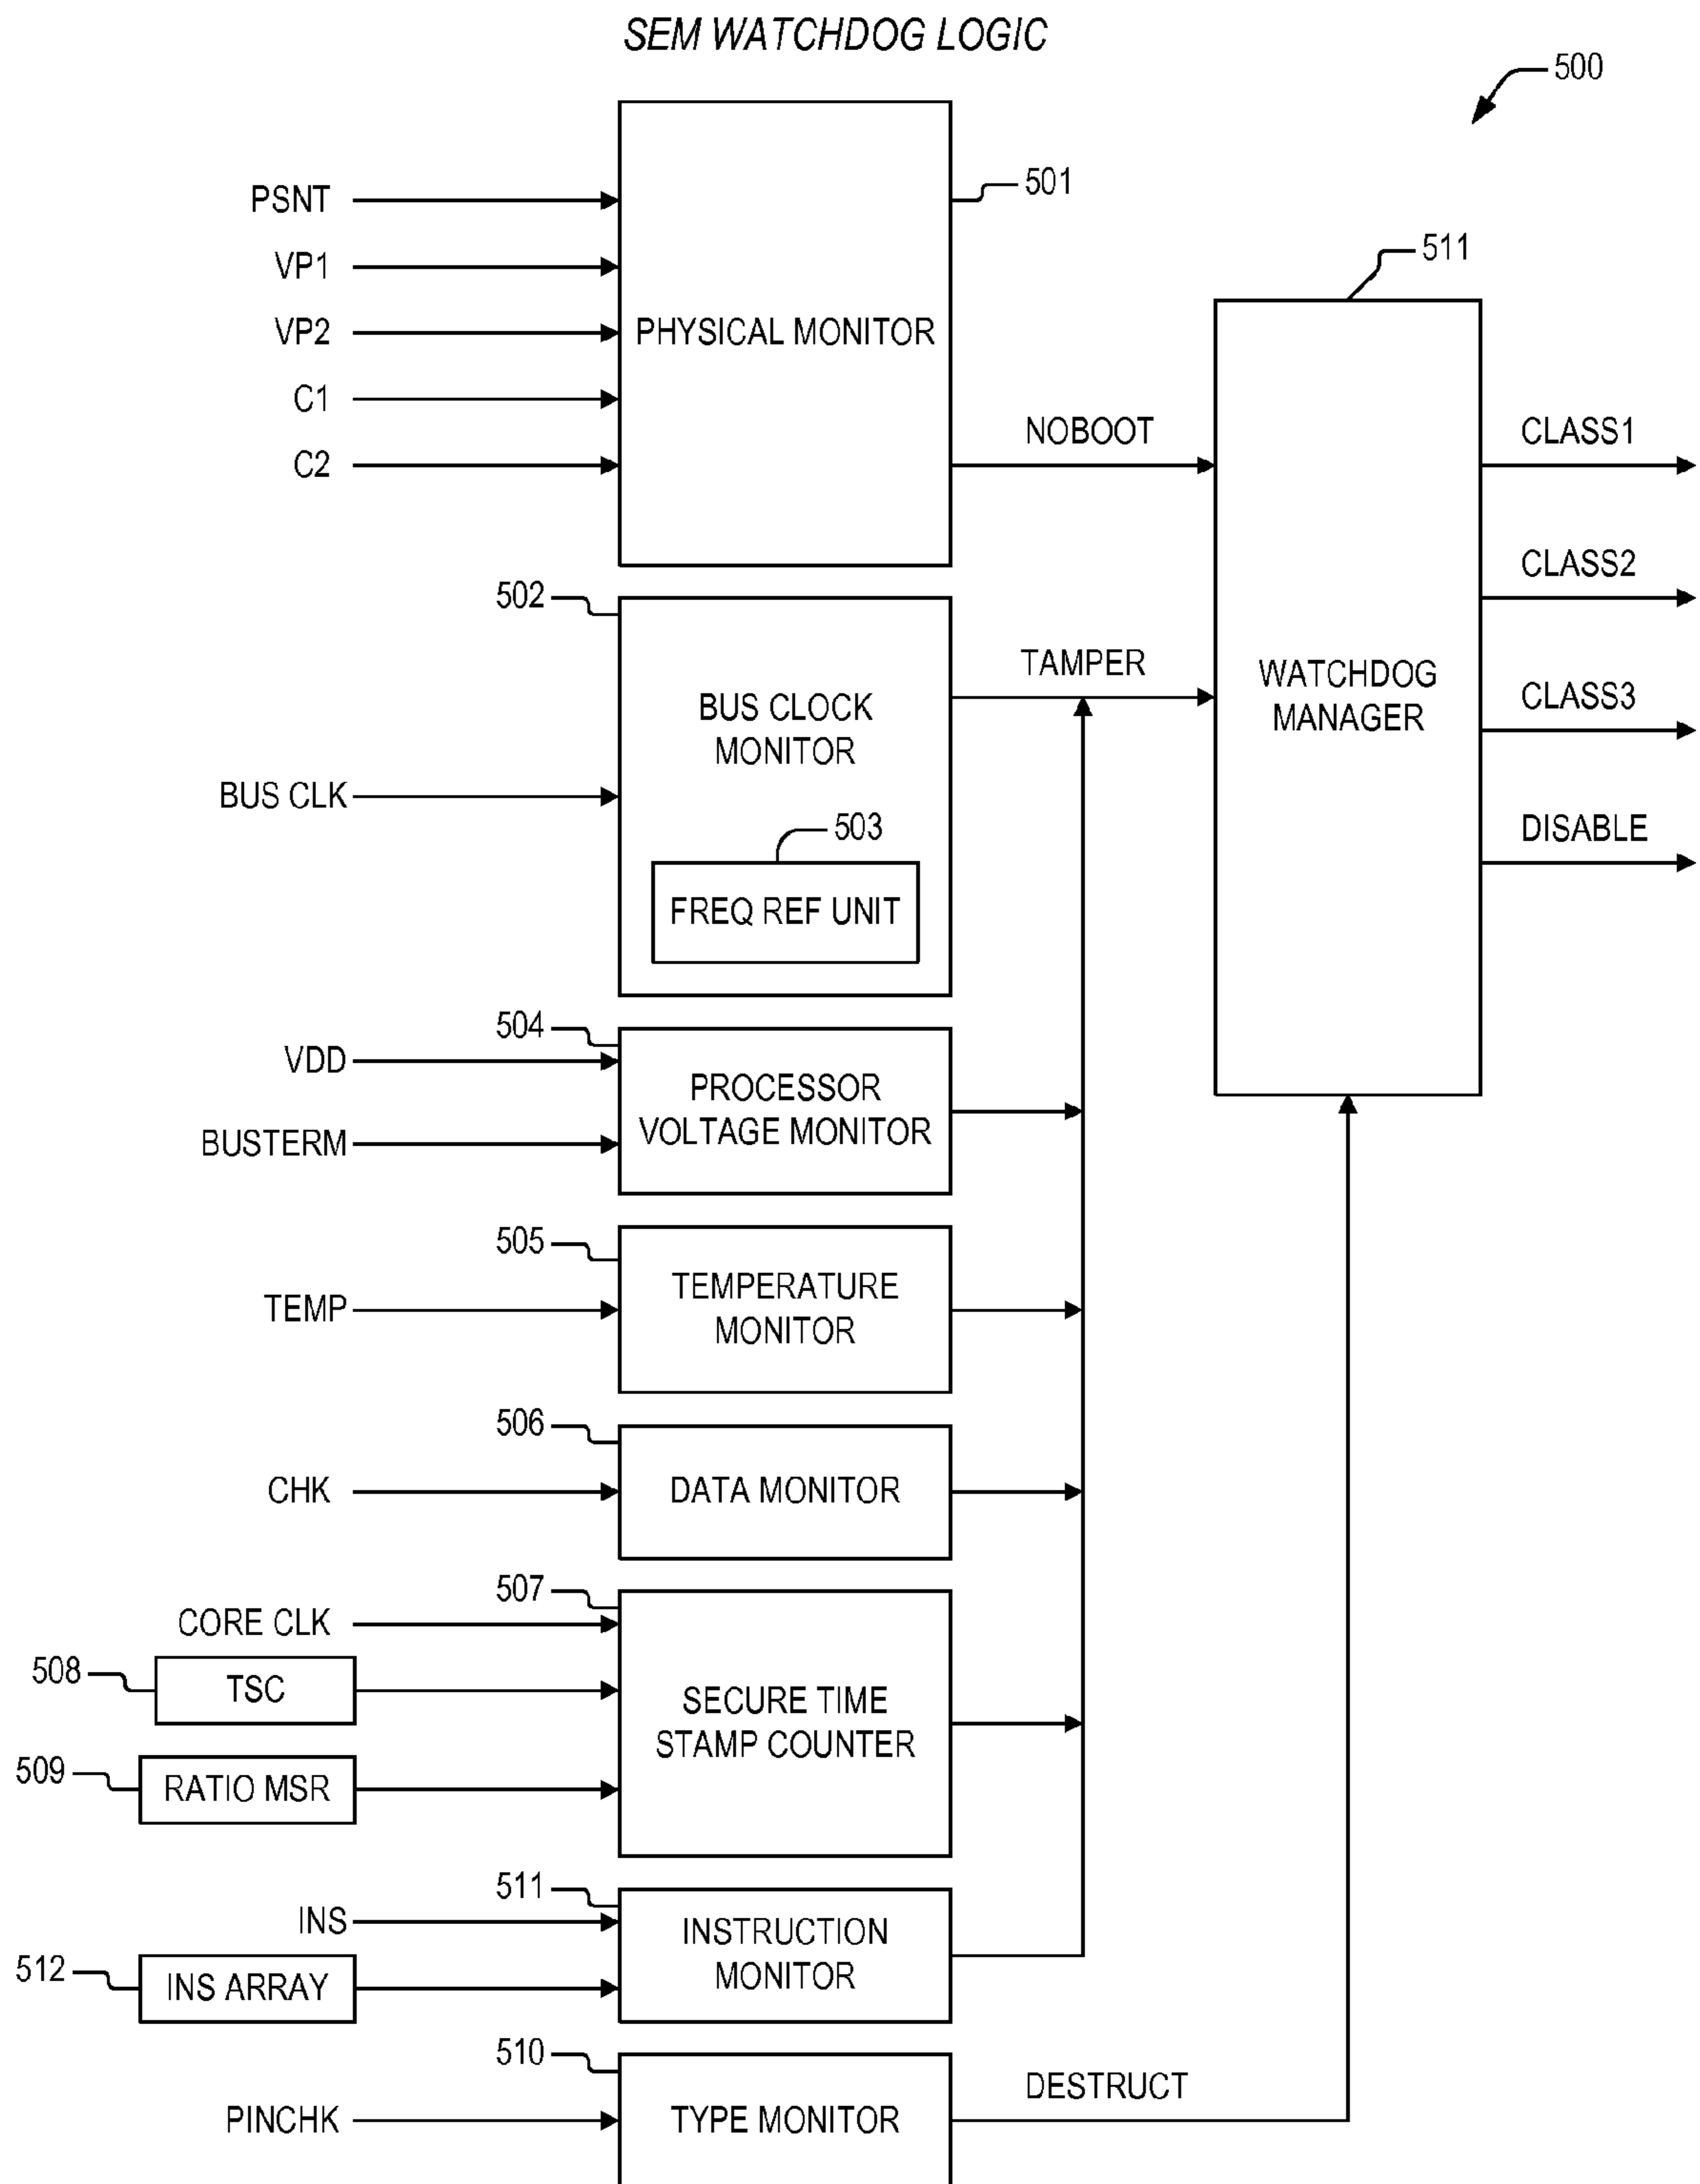 SEM WATCHDOG LOGIC
500
PSNT
501
VP1
511
VP2
PHYSICAL MONITOR
C1
NOBOOT
CLASS1
C2
CLASS2
502
TAMPER
WATCHDOG
MANAGER
CLASS3
BUS CLOCK
MONITOR
BUS CLK
503
DISABLE
FREQ REF UNIT
504
VDD
PROCESSOR
VOLTAGE MONITOR
BUSTERM
505
TEMPERATURE
MONITOR
TEMP
506
CHK
DATA MONITOR
507
CORE CLK
508
TSC
SECURE TIME
STAMP COUNTER
509
RATIO MSR
511
INS
INSTRUCTION
MONITOR
512
INS ARRAY
510
DESTRUCT
PINCHK
TYPE MONITOR